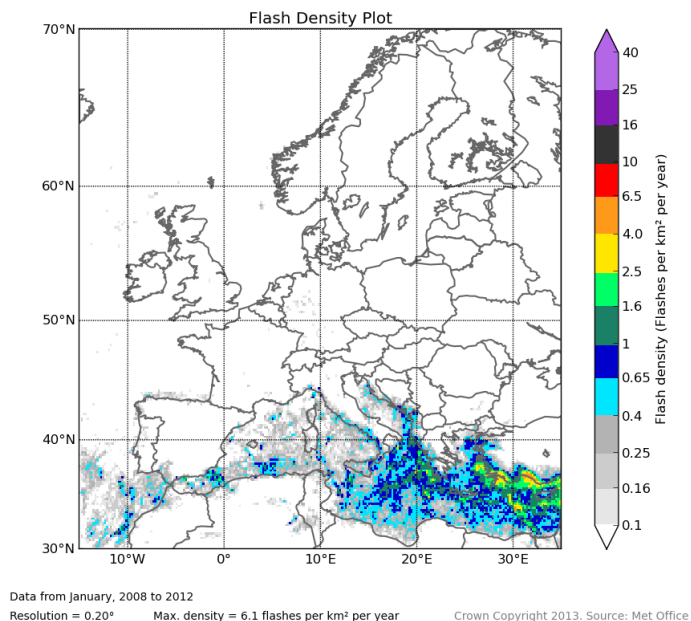 Flash Density Plot
70°N
60°N
50°N
40°N
30°N
10°W
0°
10°E
20°E
30°E
40
25
16
10
6.5
4.0
2.5
1.6
1
0.65
0.4
0.25
0.16
0.1
Flash density (Flashes per km² per year)
Data from January, 2008 to 2012
Resolution = 0.20° Max. density = 6.1 flashes per km² per year Crown Copyright 2013. Source: Met Office